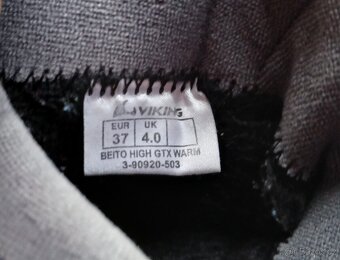 VIKING
EUR UK
37 4.0
BEITO HIGH GTX WARM
3-90920-503